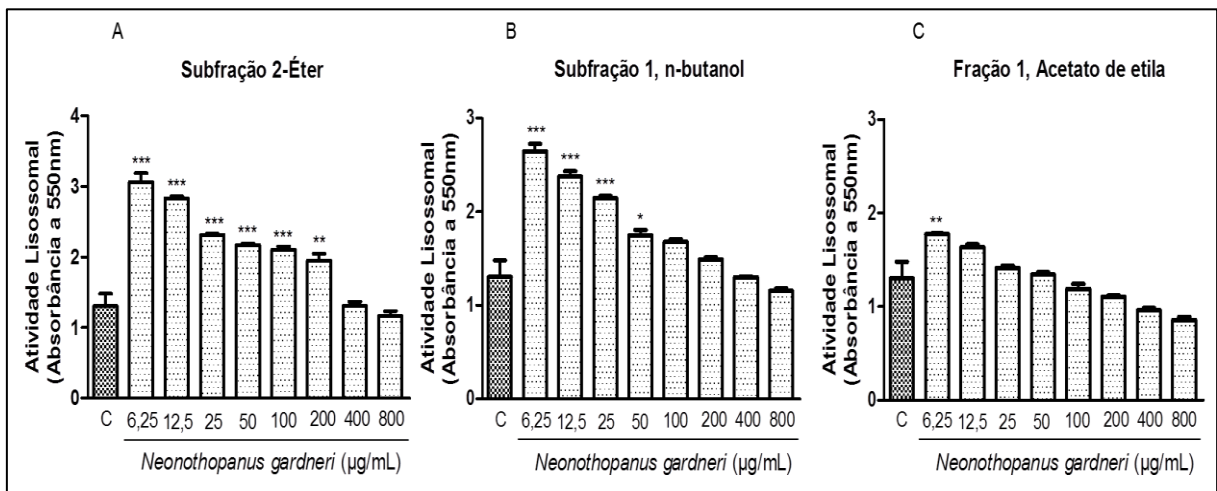 A
Subfração 2-Éter
Atividade Lisossomal
(Absorbância a 550nm)
4
3
2
1
0
***
***
***
***
***
**
C 6,25 12,5 25 50 100 200 400 800
Neonothopanus gardneri (µg/mL)
B
Subfração 1, n-butanol
Atividade Lisossomal
(Absorbância a 550nm)
3
2
1
0
***
***
***
*
C 6,25 12,5 25 50 100 200 400 800
Neonothopanus gardneri (µg/mL)
C
Fração 1, Acetato de etila
Atividade Lisossomal
(Absorbância a 550nm)
3
2
1
0
**
C 6,25 12,5 25 50 100 200 400 800
Neonothopanus gardneri (µg/mL)